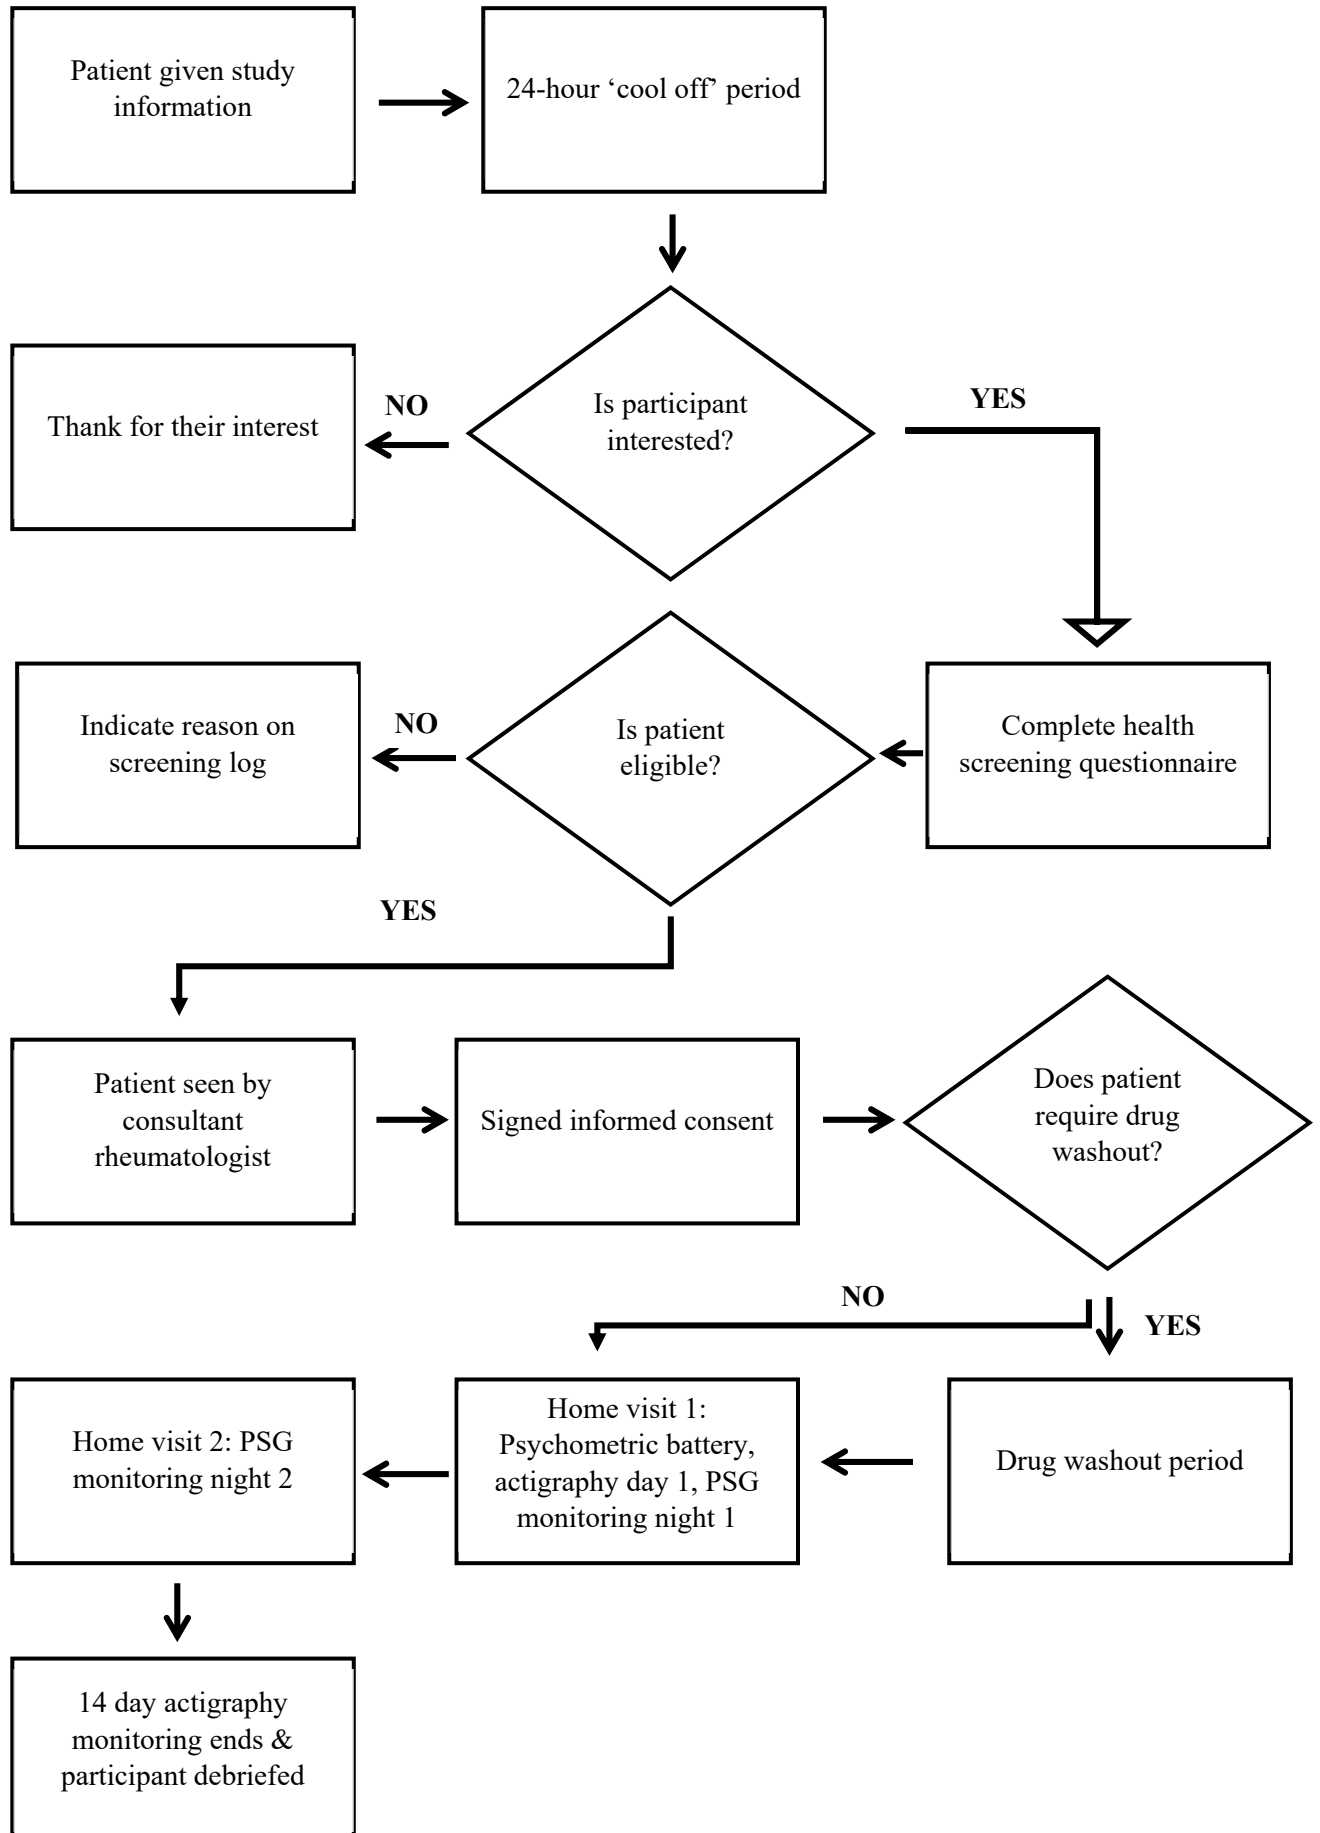 Patient given study
information
24-hour ‘cool off’ period
Is participant
interested?
NO
YES
Thank for their interest
Complete health
screening questionnaire
Is patient
eligible?
NO
Indicate reason on
screening log
YES
Patient seen by
consultant
rheumatologist
Signed informed consent
Does patient
require drug
washout?
NO
YES
Drug washout period
Home visit 1:
Psychometric battery,
actigraphy day 1, PSG
monitoring night 1
Home visit 2: PSG
monitoring night 2
14 day actigraphy
monitoring ends &
participant debriefed